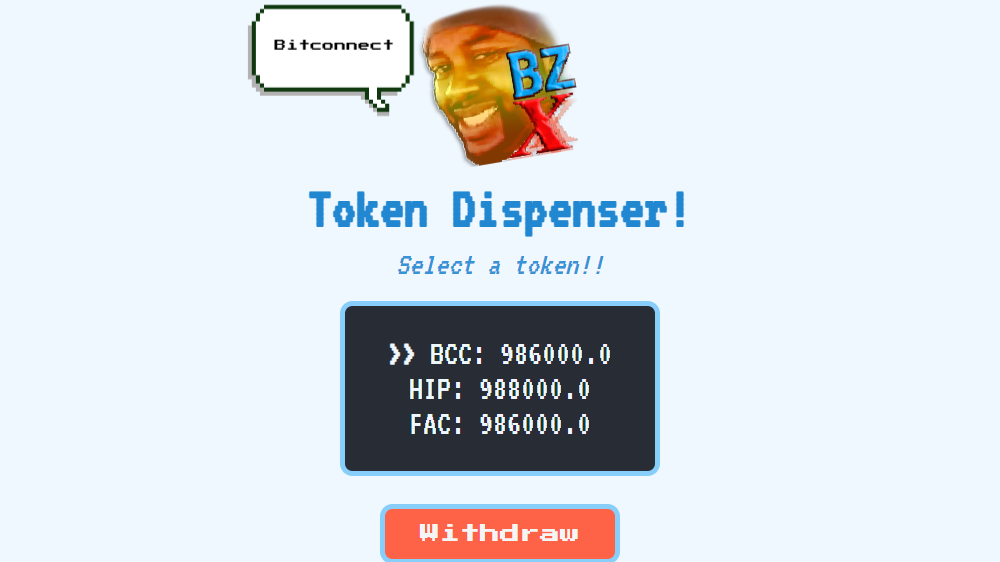 Bitconnect
BZ
X
Token Dispenser!
Select a token!!
❯❯ BCC: 986000.0
HIP: 988000.0
FAC: 986000.0
Withdraw